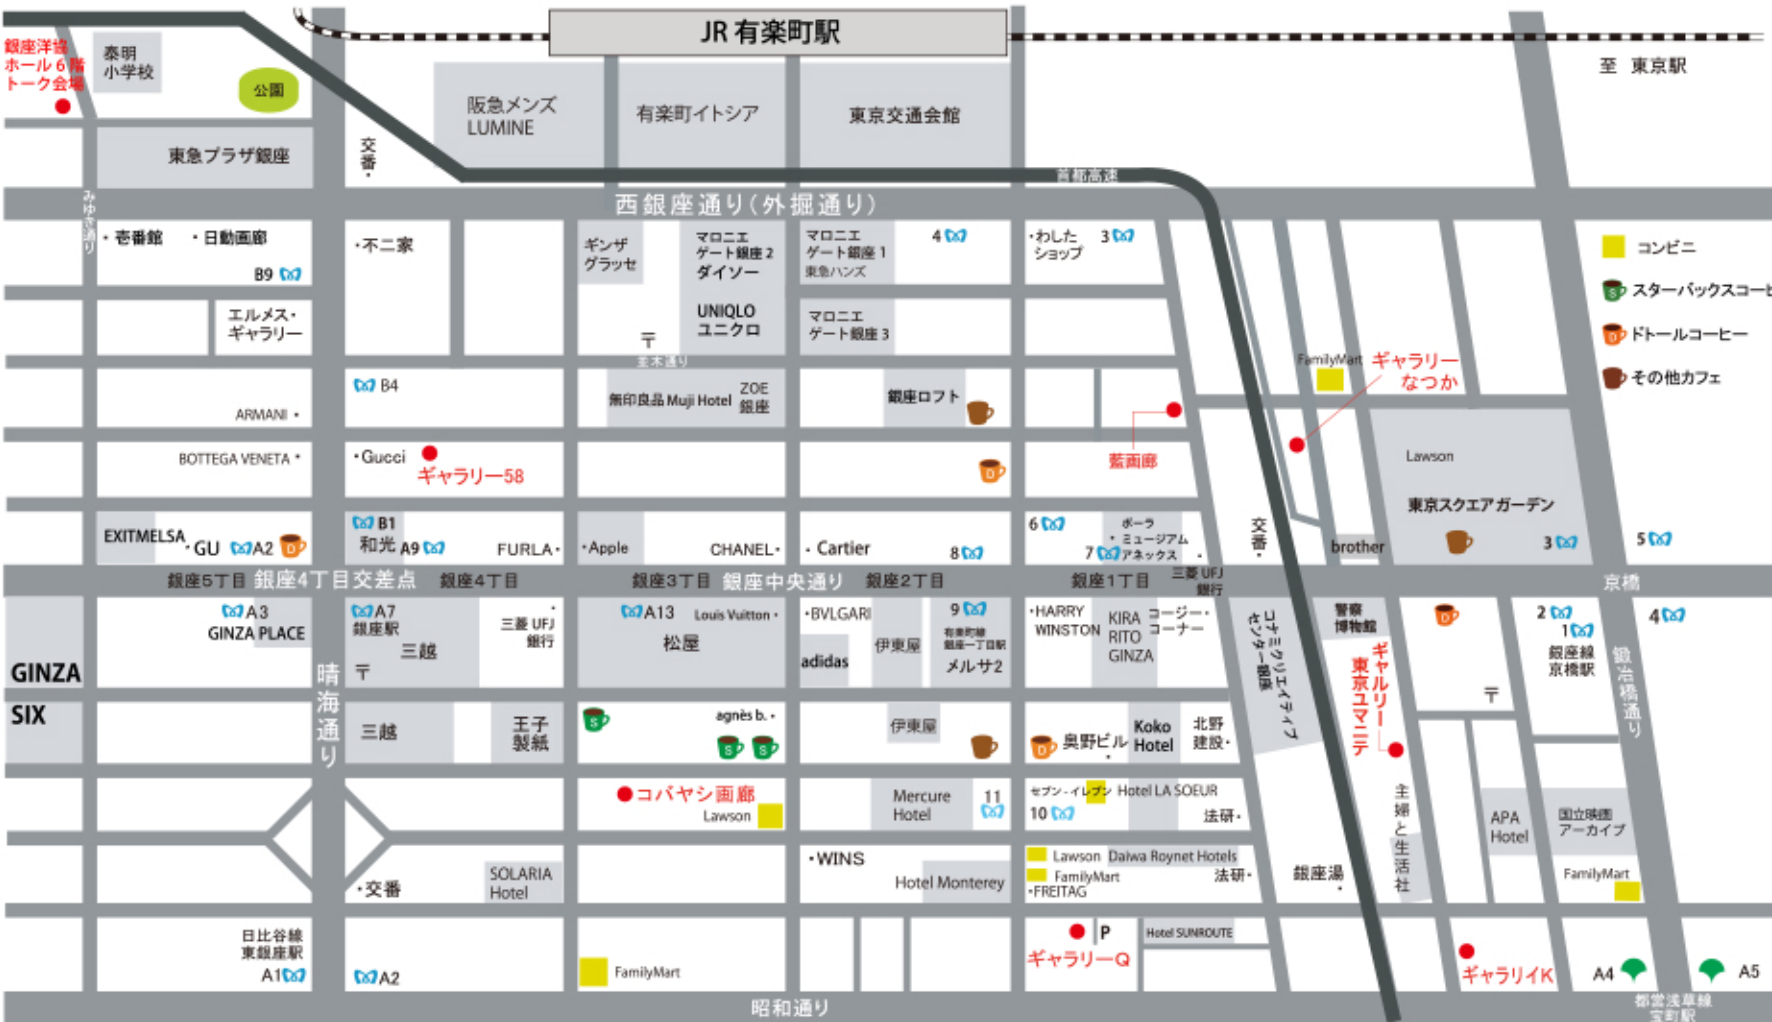 JR 有楽町駅
銀座洋協
ホール6階
トーク会場
泰明
小学校
公園
阪急メンズ
LUMINE
有楽町イトシア
東京交通会館
至 東京駅
東急プラザ銀座
交番・
首都高速
みゆき通り
西銀座通り(外掘通り)
・壱番館
・日動画廊
B9
・不二家
ギンザ
グラッセ
マロニエ
ゲート銀座 2
ダイソー
UNIQLO
ユニクロ
マロニエ
ゲート銀座 1
東急ハンズ
4
・わした
ショップ
3
コンビニ
スターバックスコーヒ
ドトールコーヒー
その他カフェ
エルメス・
ギャラリー
〒
マロニエ
ゲート銀座 3
並木通り
FamilyMart
ギャラリー
なつか
B4
ARMANI・
無印良品 Muji Hotel
ZOE
銀座
銀座ロフト
藍画廊
BOTTEGA VENETA・
・Gucci
ギャラリー58
Lawson
東京スクエアガーデン
EXITMELSA
・GU
A2
B1
和光
A9
FURLA・
・Apple
CHANEL・
・Cartier
8
6
7
ポーラ
・ミュージアム
アネックス
交番・
brother
3
5
銀座5丁目
銀座4丁目交差点
銀座4丁目
銀座3丁目
銀座中央通り
銀座2丁目
銀座1丁目
三菱 UFJ
銀行
京橋
GINZA
SIX
A3
GINZA PLACE
A7
銀座駅
三越
〒
三菱 UFJ
銀行
A13
Louis Vuitton・
松屋
・BVLGARI
adidas
伊東屋
9
有楽町線
銀座一丁目駅
メルサ2
・HARRY
WINSTON
KIRA
RITO
GINZA
コージー・
コーナー
コナミクリエイティブ
センター銀座
警察
博物館
ギャルリー
東京ユマニテ
2
1
銀座線
京橋駅
〒
4
鍛冶橋通り
晴海通り
三越
王子
製紙
agnès b.・
伊東屋
奥野ビル
Koko
Hotel
北野
建設・
コバヤシ画廊
Lawson
Mercure
Hotel
11
セブン-イレブン
Hotel LA SOEUR
10
法研・
主婦と生活社
APA
Hotel
国立映画
アーカイブ
・交番
SOLARIA
Hotel
・WINS
Hotel Monterey
Lawson
Daiwa Roynet Hotels
FamilyMart
・FREITAG
法研・
銀座湯
FamilyMart
日比谷線
東銀座駅
A1
A2
FamilyMart
P
ギャラリーQ
Hotel SUNROUTE
ギャラリイK
A4
A5
昭和通り
都営浅草線
宝町駅